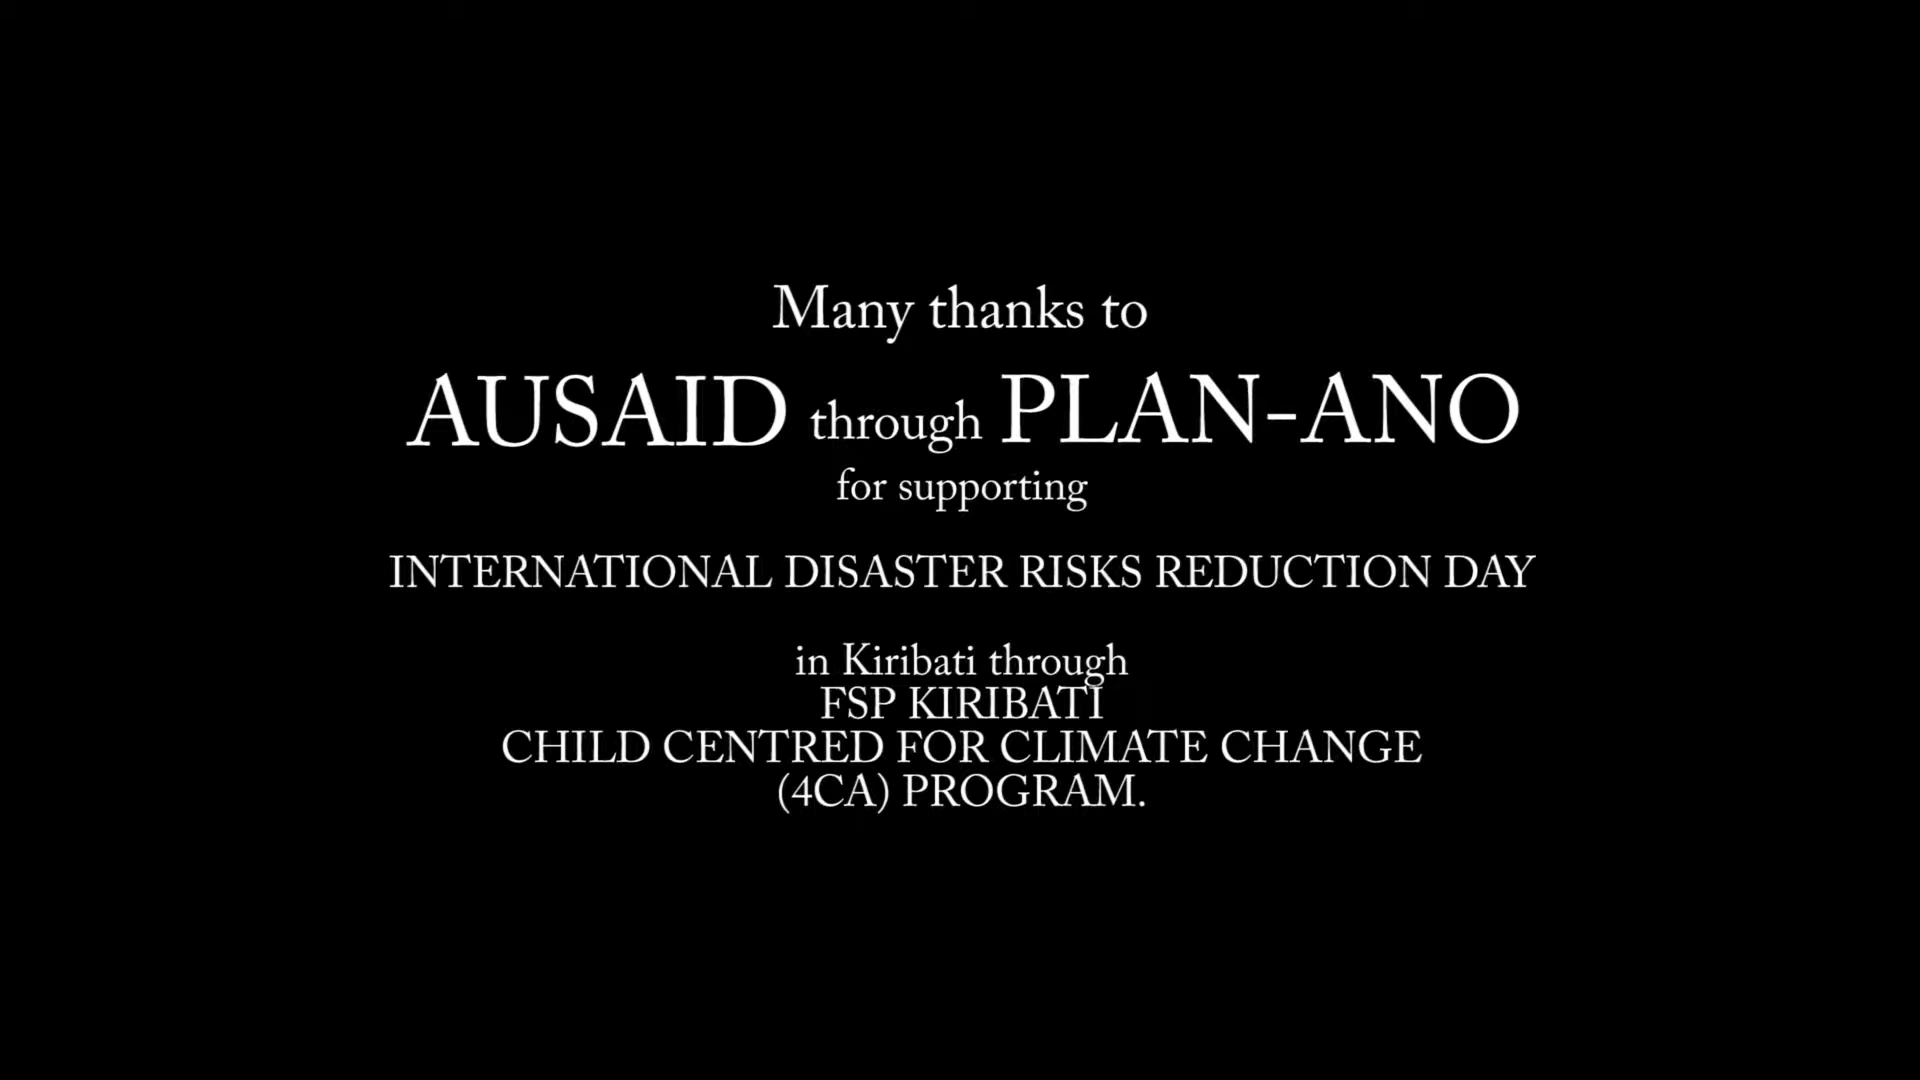 Many thanks to
AUSAID through PLAN-ANO
for supporting
INTERNATIONAL DISASTER RISKS REDUCTION DAY
in Kiribati through
FSP KIRIBATI
CHILD CENTRED FOR CLIMATE CHANGE
(4CA) PROGRAM.